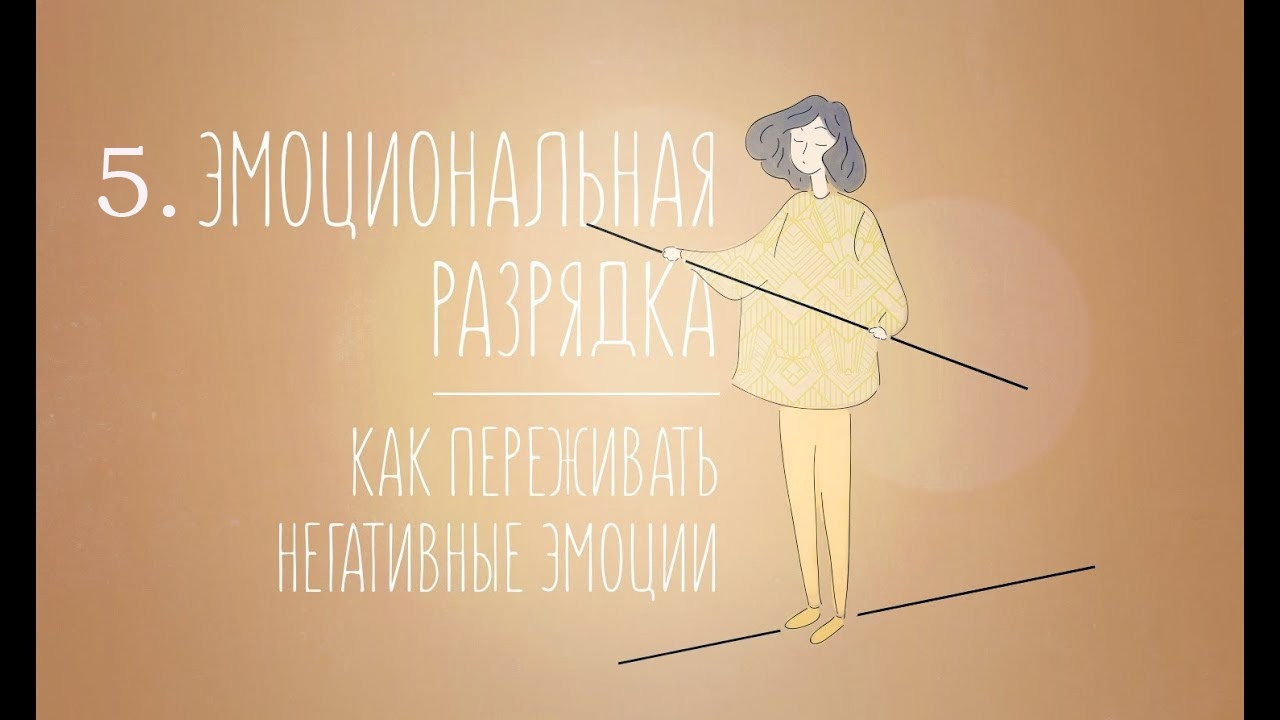 5. ЭМОЦИОНАЛЬНАЯ
РАЗРЯДКА
КАК ПЕРЕЖИВАТЬ
НЕГАТИВНЫЕ ЭМОЦИИ